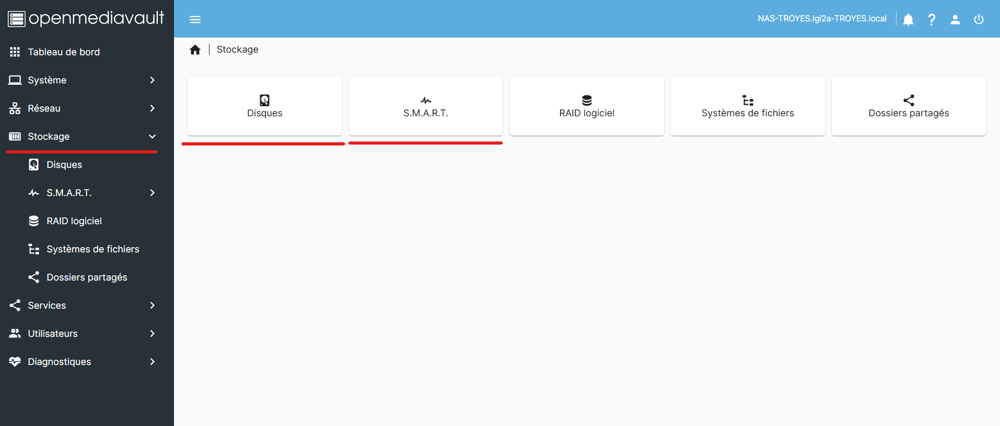 openmediavault
NAS-TROYES.lgi2a-TROYES.local
Tableau de bord
Système
Réseau
Stockage
Disques
S.M.A.R.T.
RAID logiciel
Systèmes de fichiers
Dossiers partagés
Services
Utilisateurs
Diagnostiques
Stockage
Disques
S.M.A.R.T.
RAID logiciel
Systèmes de fichiers
Dossiers partagés